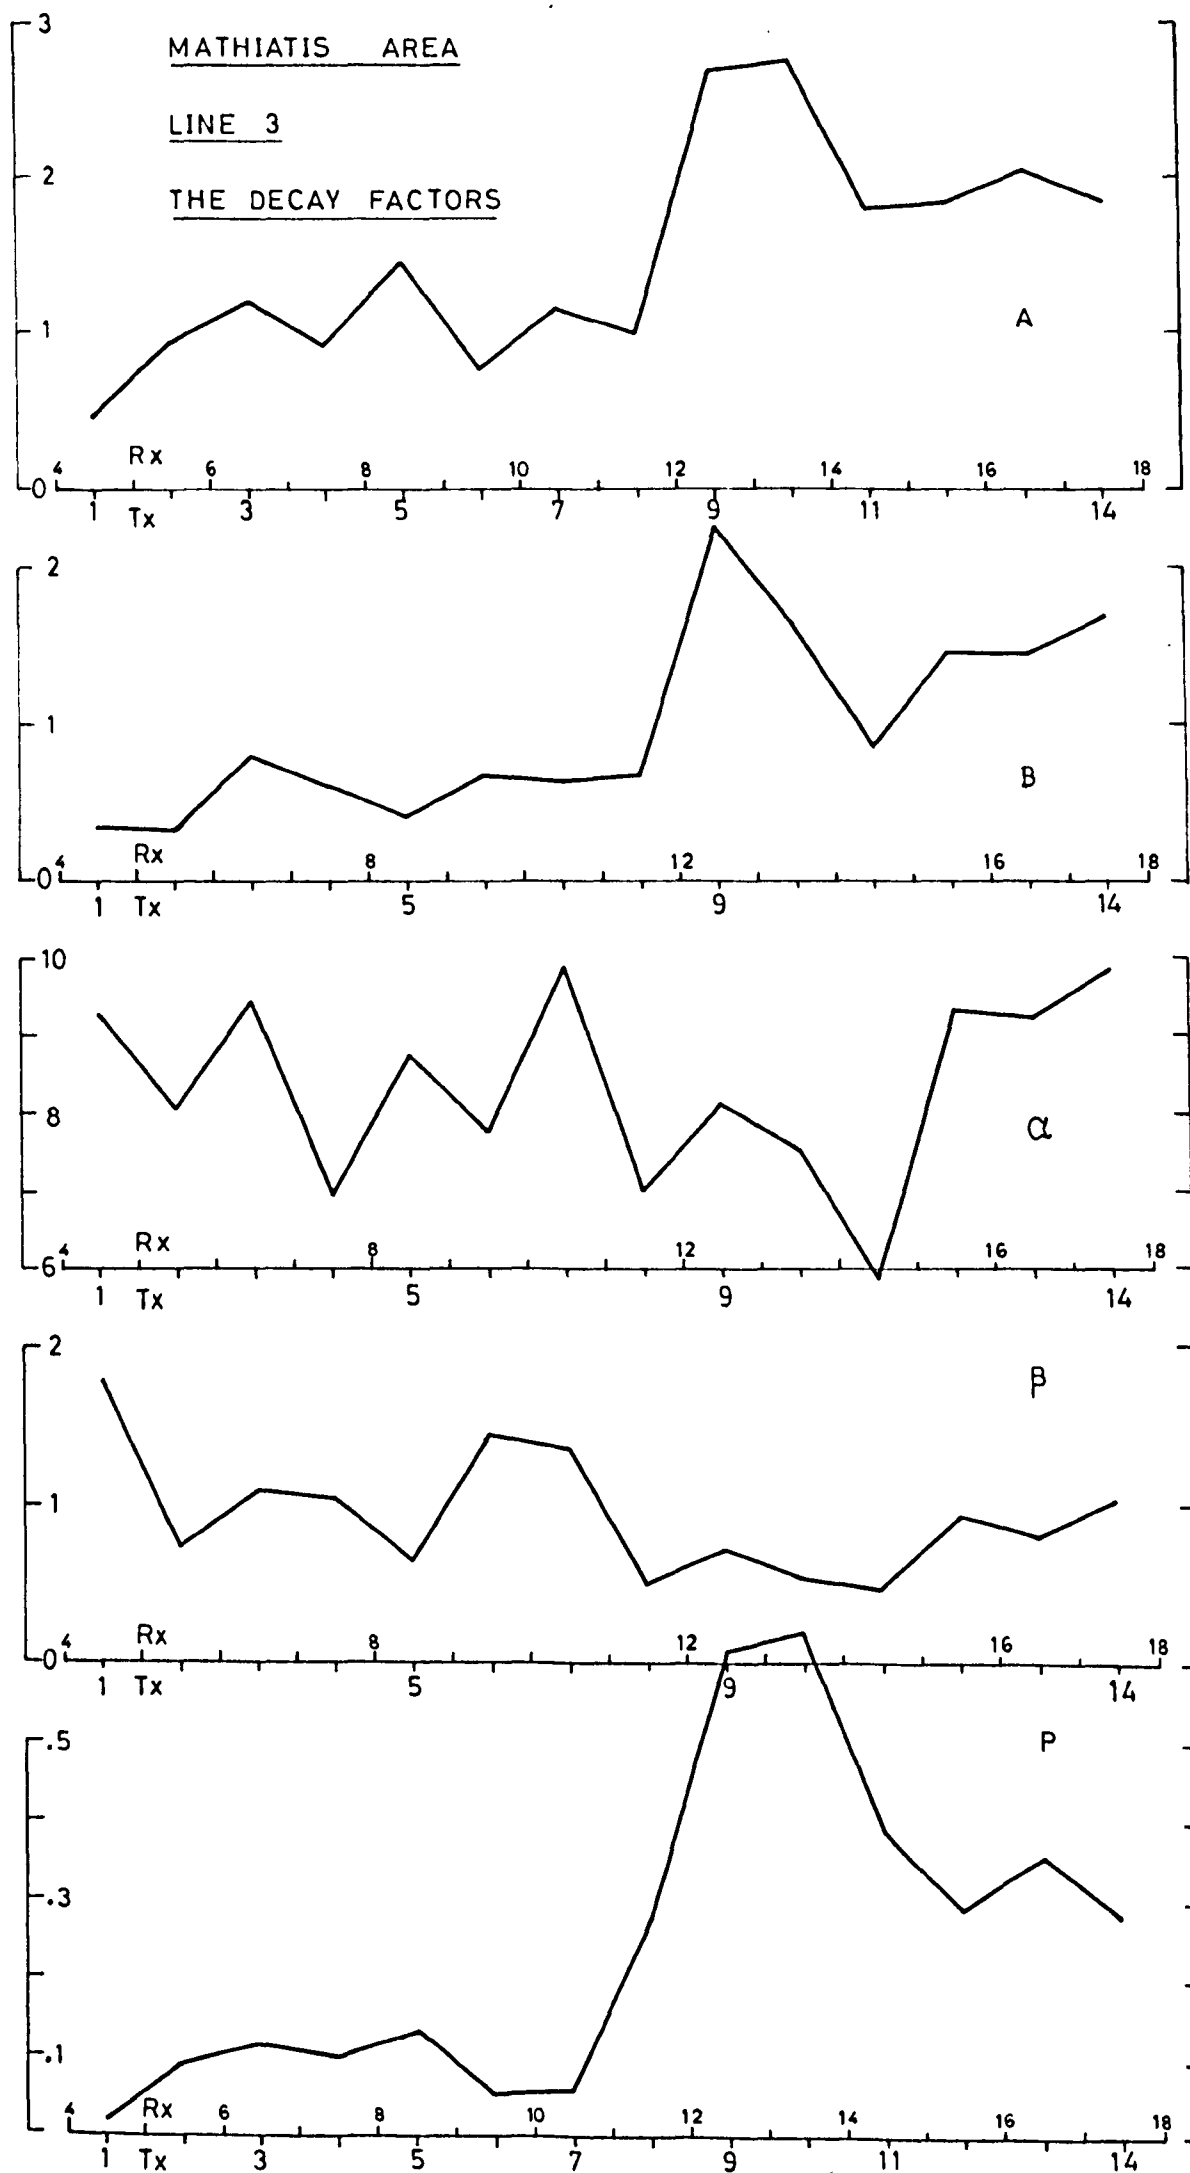 3
MATHIATIS AREA
LINE 3
2
THE DECAY FACTORS
1
A
0 4 Rx 6 8 10 12 14 16 18
1 Tx 3 5 7 9 11 14
2
1
B
0 4 Rx 8 12 16 18
1 Tx 5 9 14
10
8
α
6 4 Rx 8 12 16 18
1 Tx 5 9 14
2
β
1
0 4 Rx 8 12 16 18
1 Tx 5 9 14
.5
P
.3
.1
4 Rx 6 8 10 12 14 16 18
1 Tx 3 5 7 9 11 14